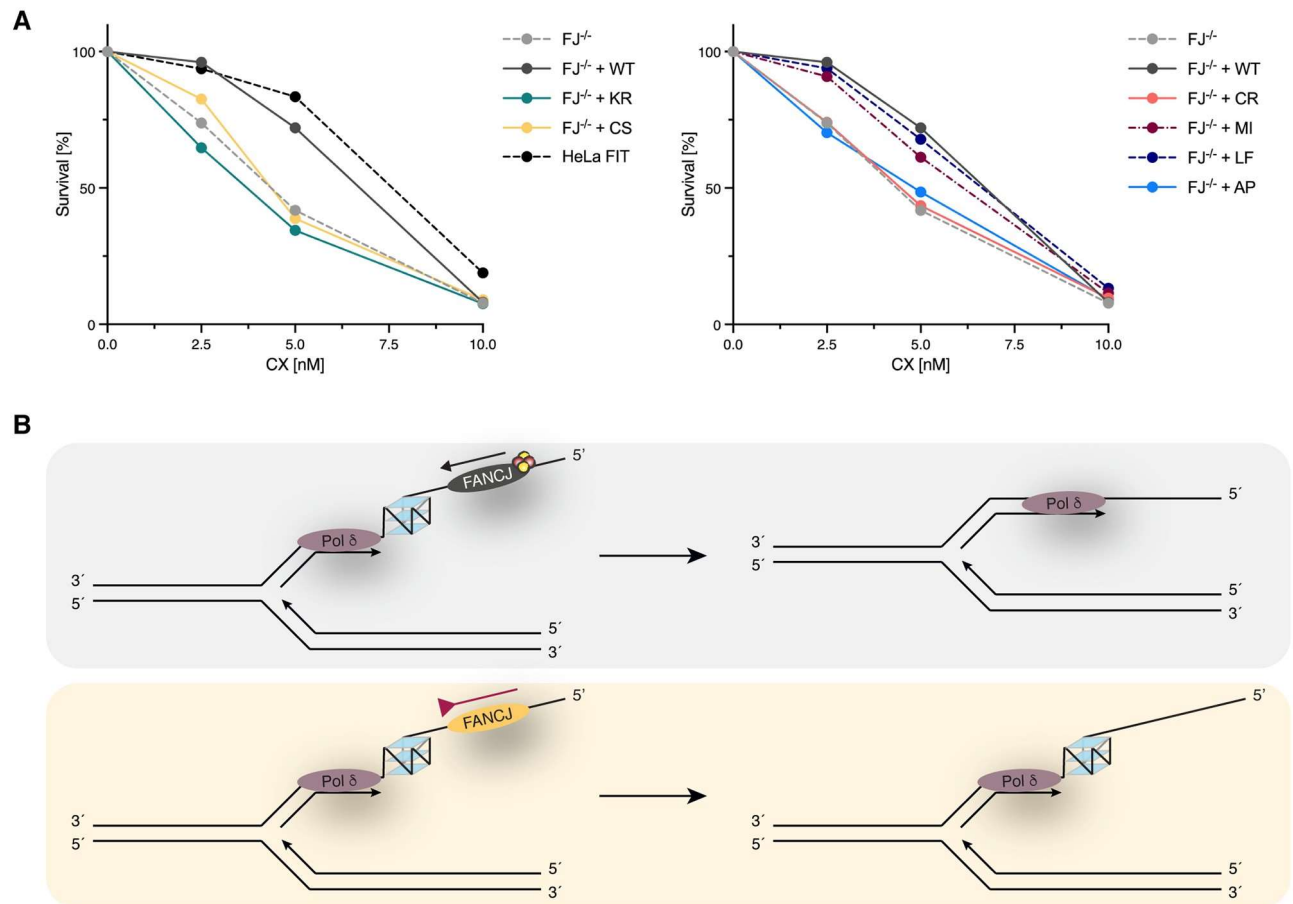 A
Survival [%]
100
50
0
0.0
2.5
5.0
7.5
10.0
CX [nM]
FJ-/-
FJ-/- + WT
FJ-/- + KR
FJ-/- + CS
HeLa FIT
Survival [%]
100
50
0
0.0
2.5
5.0
7.5
10.0
CX [nM]
FJ-/-
FJ-/- + WT
FJ-/- + CR
FJ-/- + MI
FJ-/- + LF
FJ-/- + AP
B
5'
FANCJ
Pol δ
3´
5´
5´
3´
Pol δ
5´
3´
5´
5´
3´
5'
FANCJ
Pol δ
3´
5´
5´
3´
5'
Pol δ
3´
5´
5´
3´